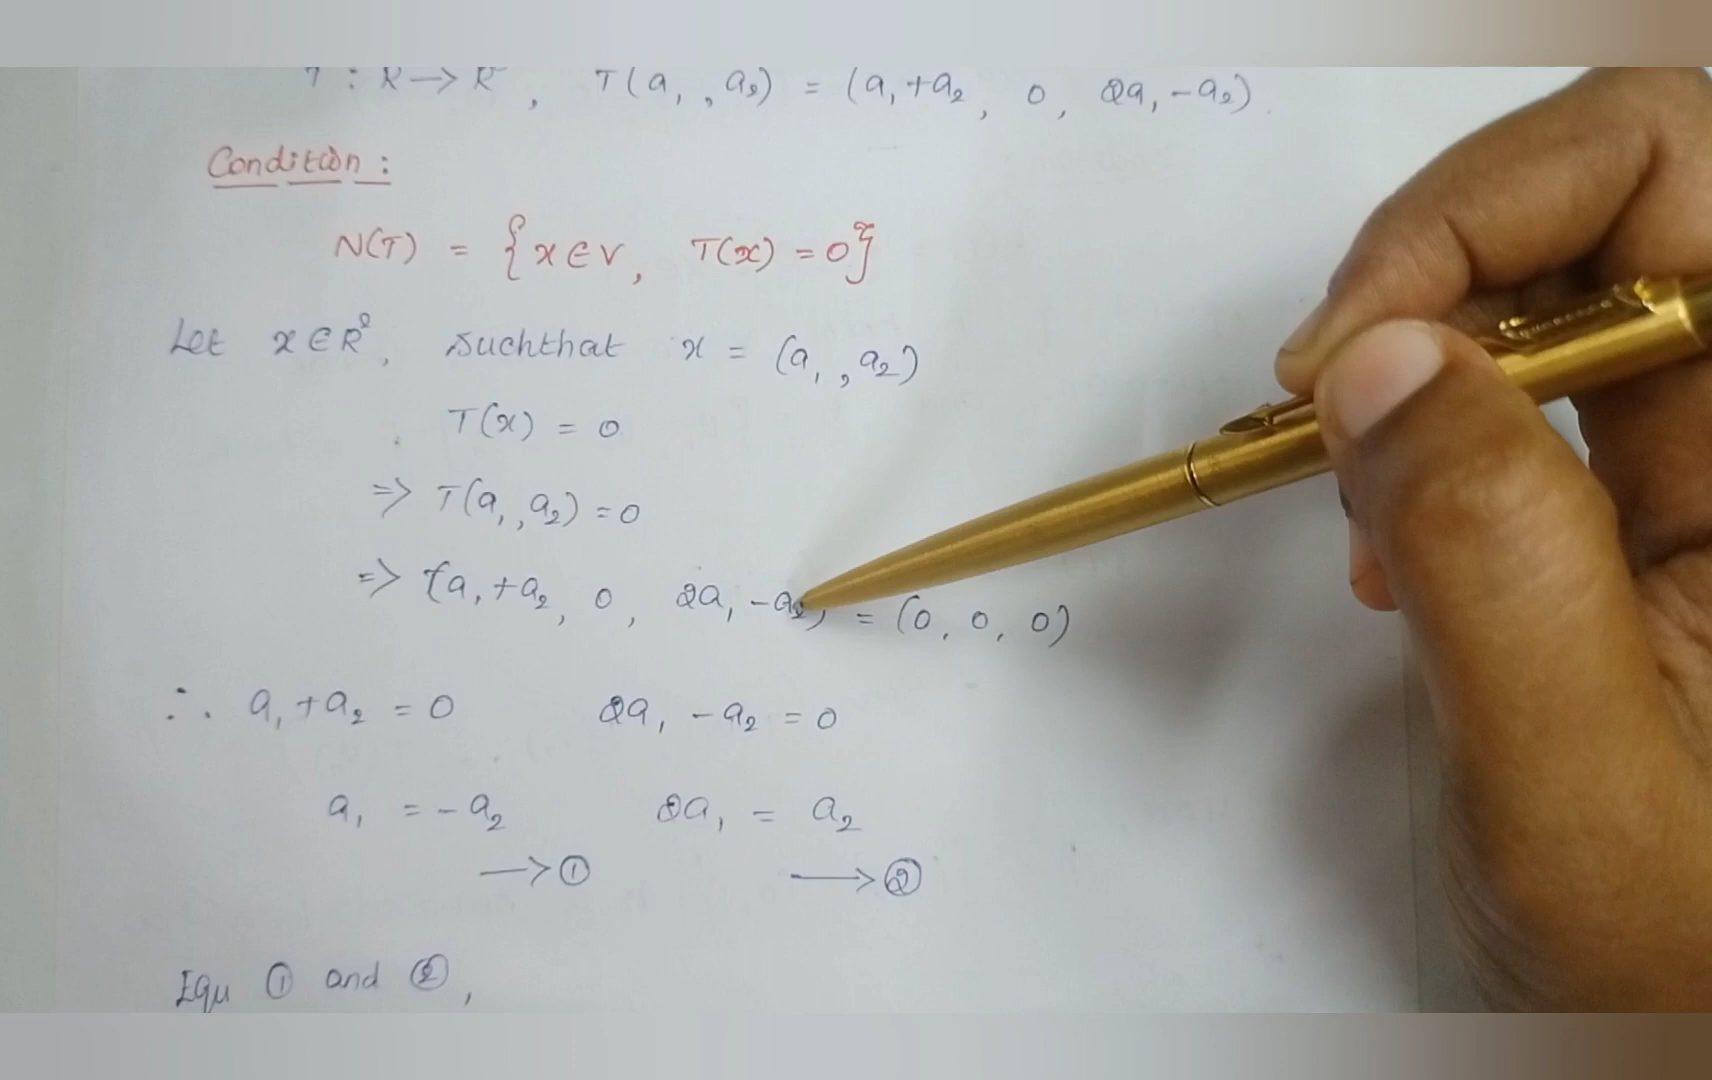 T : R → R , T(a₁, a₂) = (a₁+a₂, 0, 2a₁-a₂).
Condition :
N(T) = {x∈V, T(x) = 0}
Let x∈R², suchthat x = (a₁, a₂)
T(x) = 0
=> T(a₁, a₂) = 0
=> (a₁+a₂, 0, 2a₁-a₂) = (0, 0, 0)
∴ a₁+a₂ = 0 2a₁-a₂ = 0
a₁ = -a₂ 2a₁ = a₂
→① →②
Equ ① and ②,